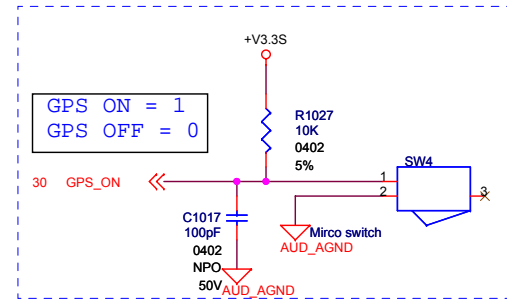 +V3.3S
GPS ON = 1
GPS OFF = 0
R1027
10K
0402
5%
30 GPS_ON
SW4
1
2
3
C1017
100pF
0402
NPO
50V
AUD_AGND
Mirco switch
AUD_AGND